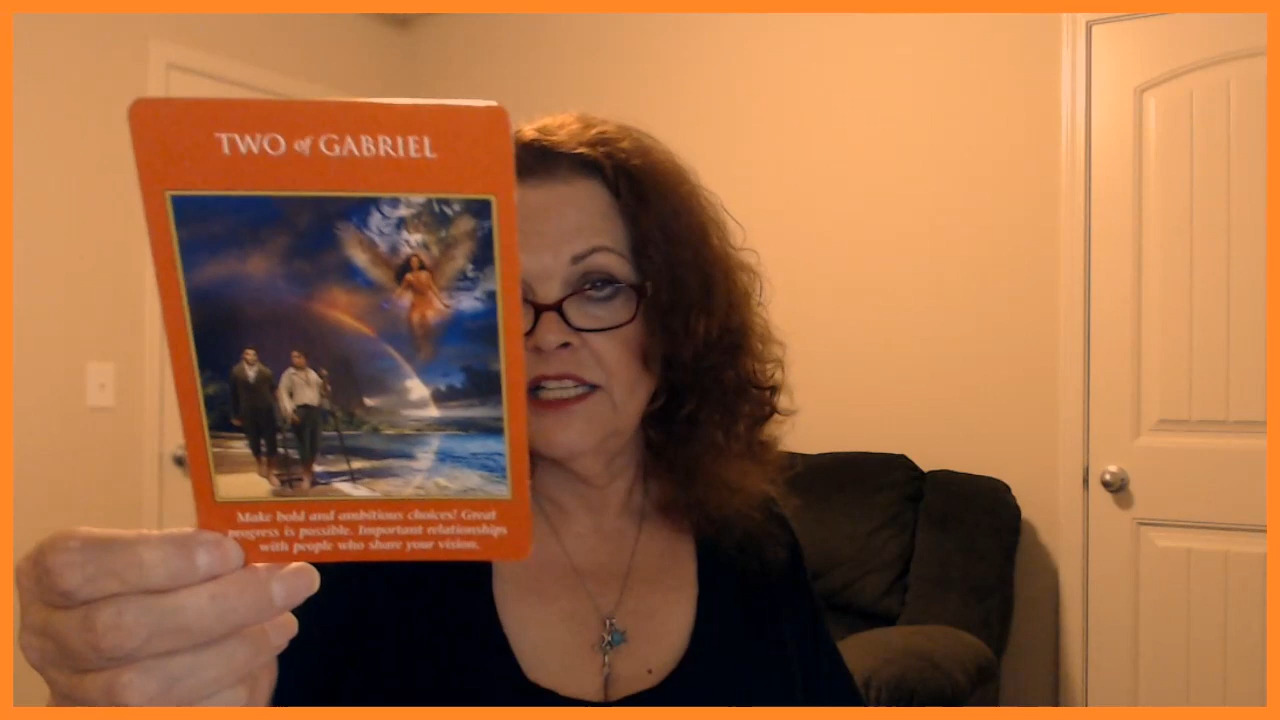 TWO of GABRIEL
Make bold and ambitious choices! Great
progress is possible. Important relationships
with people who share your vision.